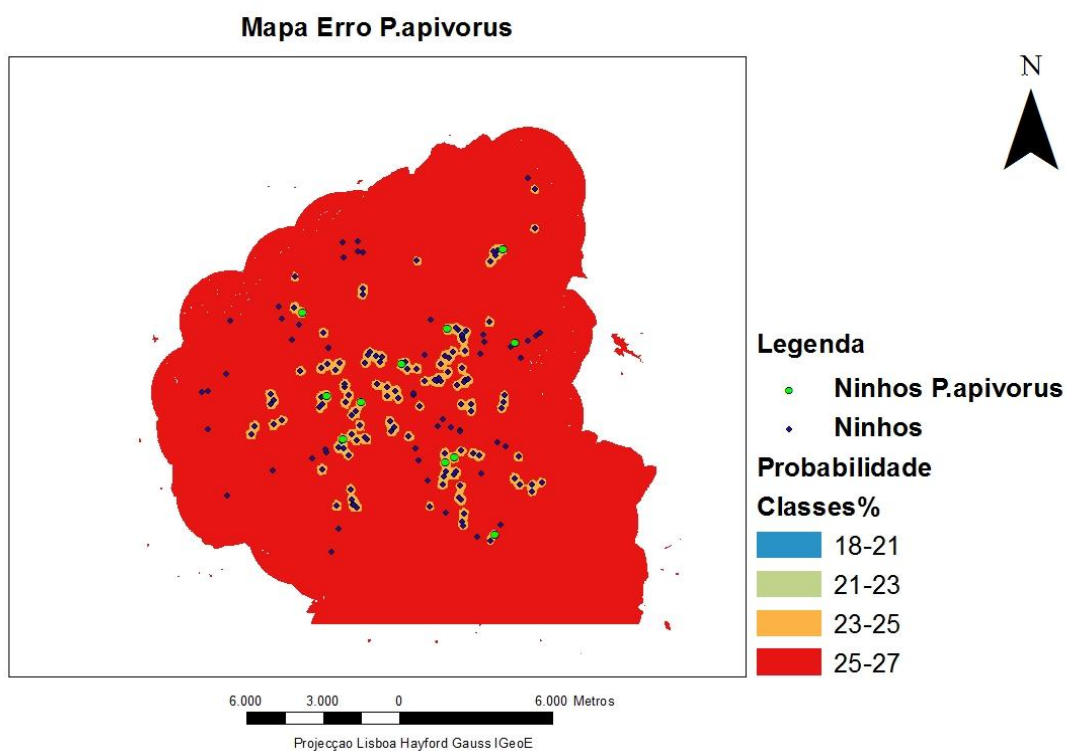 Mapa Erro P.apivorus
N
Legenda
Ninhos P.apivorus
Ninhos
Probabilidade
Classes%
18-21
21-23
23-25
25-27
6.000 3.000 0 6.000 Metros
Projecçao Lisboa Hayford Gauss IGeoE